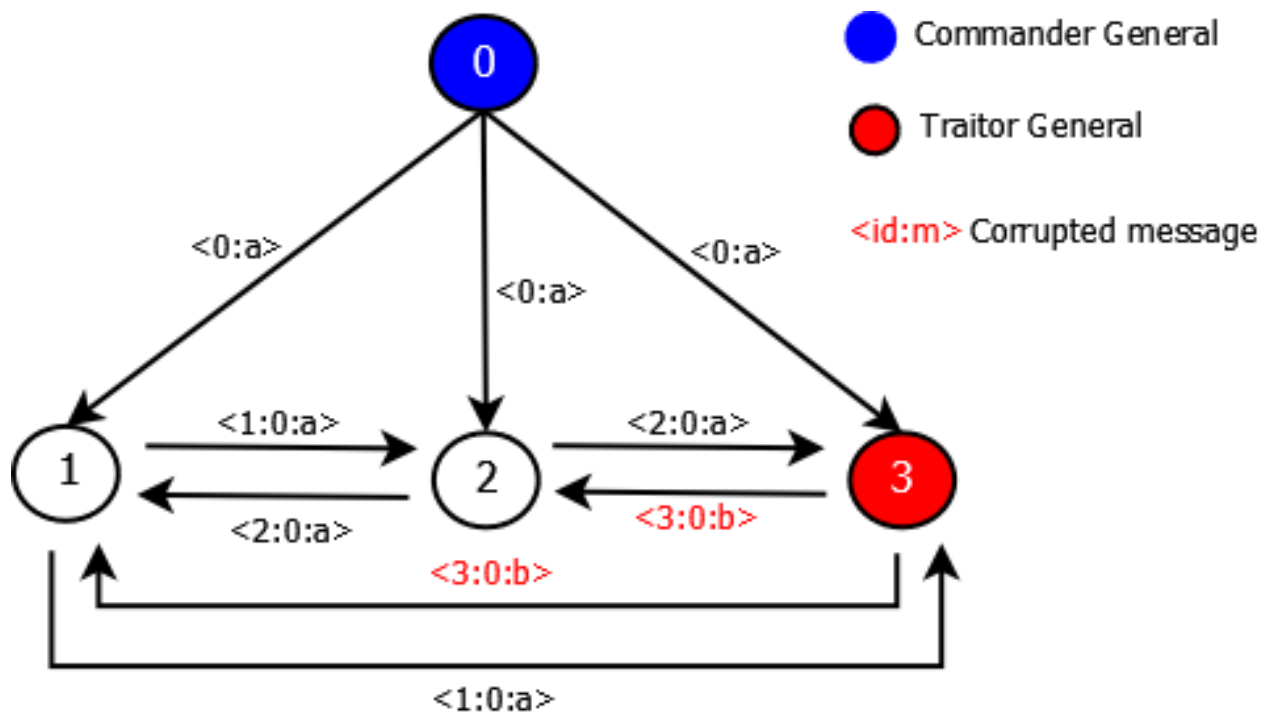 0
Commander General
Traitor General
<id:m> Corrupted message
<0:a>
<0:a>
<0:a>
<1:0:a>
<2:0:a>
1
2
3
<2:0:a>
<3:0:b>
<3:0:b>
<1:0:a>